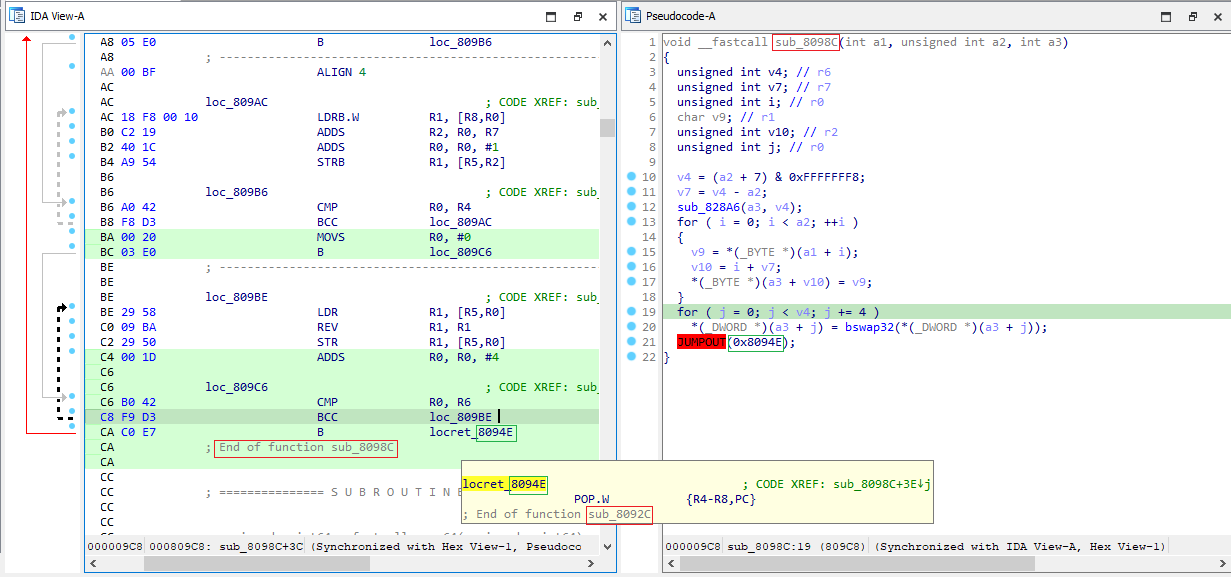 IDA View-A
A8 05 E0 B loc_809B6
A8 ; ------------------------------------------------------
AA 00 BF ALIGN 4
AC
AC loc_809AC ; CODE XREF: sub_
AC 18 F8 00 10 LDRB.W R1, [R8,R0]
B0 C2 19 ADDS R2, R0, R7
B2 40 1C ADDS R0, R0, #1
B4 A9 54 STRB R1, [R5,R2]
B6
B6 loc_809B6 ; CODE XREF: sub_
B6 A0 42 CMP R0, R4
B8 F8 D3 BCC loc_809AC
BA 00 20 MOVS R0, #0
BC 03 E0 B loc_809C6
BE ; ------------------------------------------------------
BE
BE loc_809BE ; CODE XREF: sub_
BE 29 58 LDR R1, [R5,R0]
C0 09 BA REV R1, R1
C2 29 50 STR R1, [R5,R0]
C4 00 1D ADDS R0, R0, #4
C6
C6 loc_809C6 ; CODE XREF: sub_
C6 B0 42 CMP R0, R6
C8 F9 D3 BCC loc_809BE
CA C0 E7 B locret_8094E
CA ; End of function sub_8098C
CA
CC
CC ; =============== S U B R O U T I N E
CC
CC
000009C8 000809C8: sub_8098C+3C (Synchronized with Hex View-1, Pseudoco
locret_8094E ; CODE XREF: sub_8098C+3E↓j
POP.W {R4-R8,PC}
; End of function sub_8092C
Pseudocode-A
1 void __fastcall sub_8098C(int a1, unsigned int a2, int a3)
2 {
3 unsigned int v4; // r6
4 unsigned int v7; // r7
5 unsigned int i; // r0
6 char v9; // r1
7 unsigned int v10; // r2
8 unsigned int j; // r0
9
10 v4 = (a2 + 7) & 0xFFFFFFF8;
11 v7 = v4 - a2;
12 sub_828A6(a3, v4);
13 for ( i = 0; i < a2; ++i )
14 {
15 v9 = *(_BYTE *)(a1 + i);
16 v10 = i + v7;
17 *(_BYTE *)(a3 + v10) = v9;
18 }
19 for ( j = 0; j < v4; j += 4 )
20 *(_DWORD *)(a3 + j) = bswap32(*(_DWORD *)(a3 + j));
21 JUMPOUT(0x8094E);
22 }
000009C8 sub_8098C:19 (809C8) (Synchronized with IDA View-A, Hex View-1)